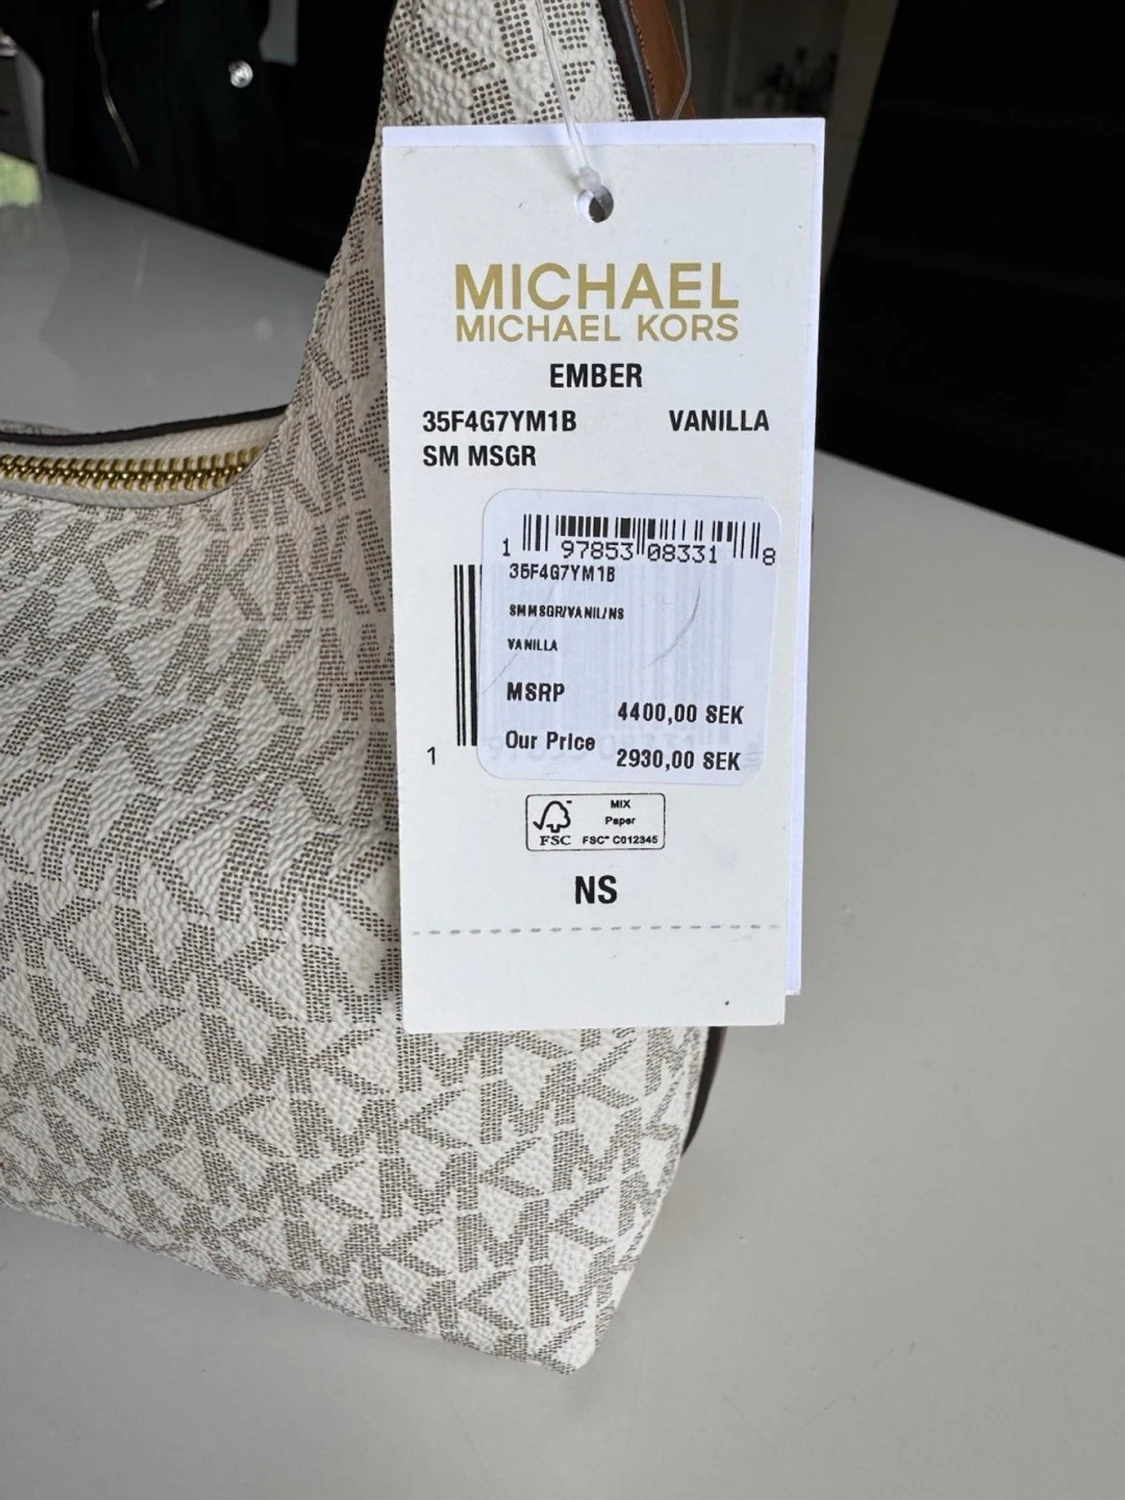 MICHAEL
MICHAEL KORS
EMBER
35F4G7YM1B VANILLA
SM MSGR
1 97853 08331 8
35F4G7YM1B
SMMSGR/VANIL/NS
VANILLA
MSRP
4400,00 SEK
Our Price
2930,00 SEK
1
MIX
Paper
FSC FSC™ C012345
NS